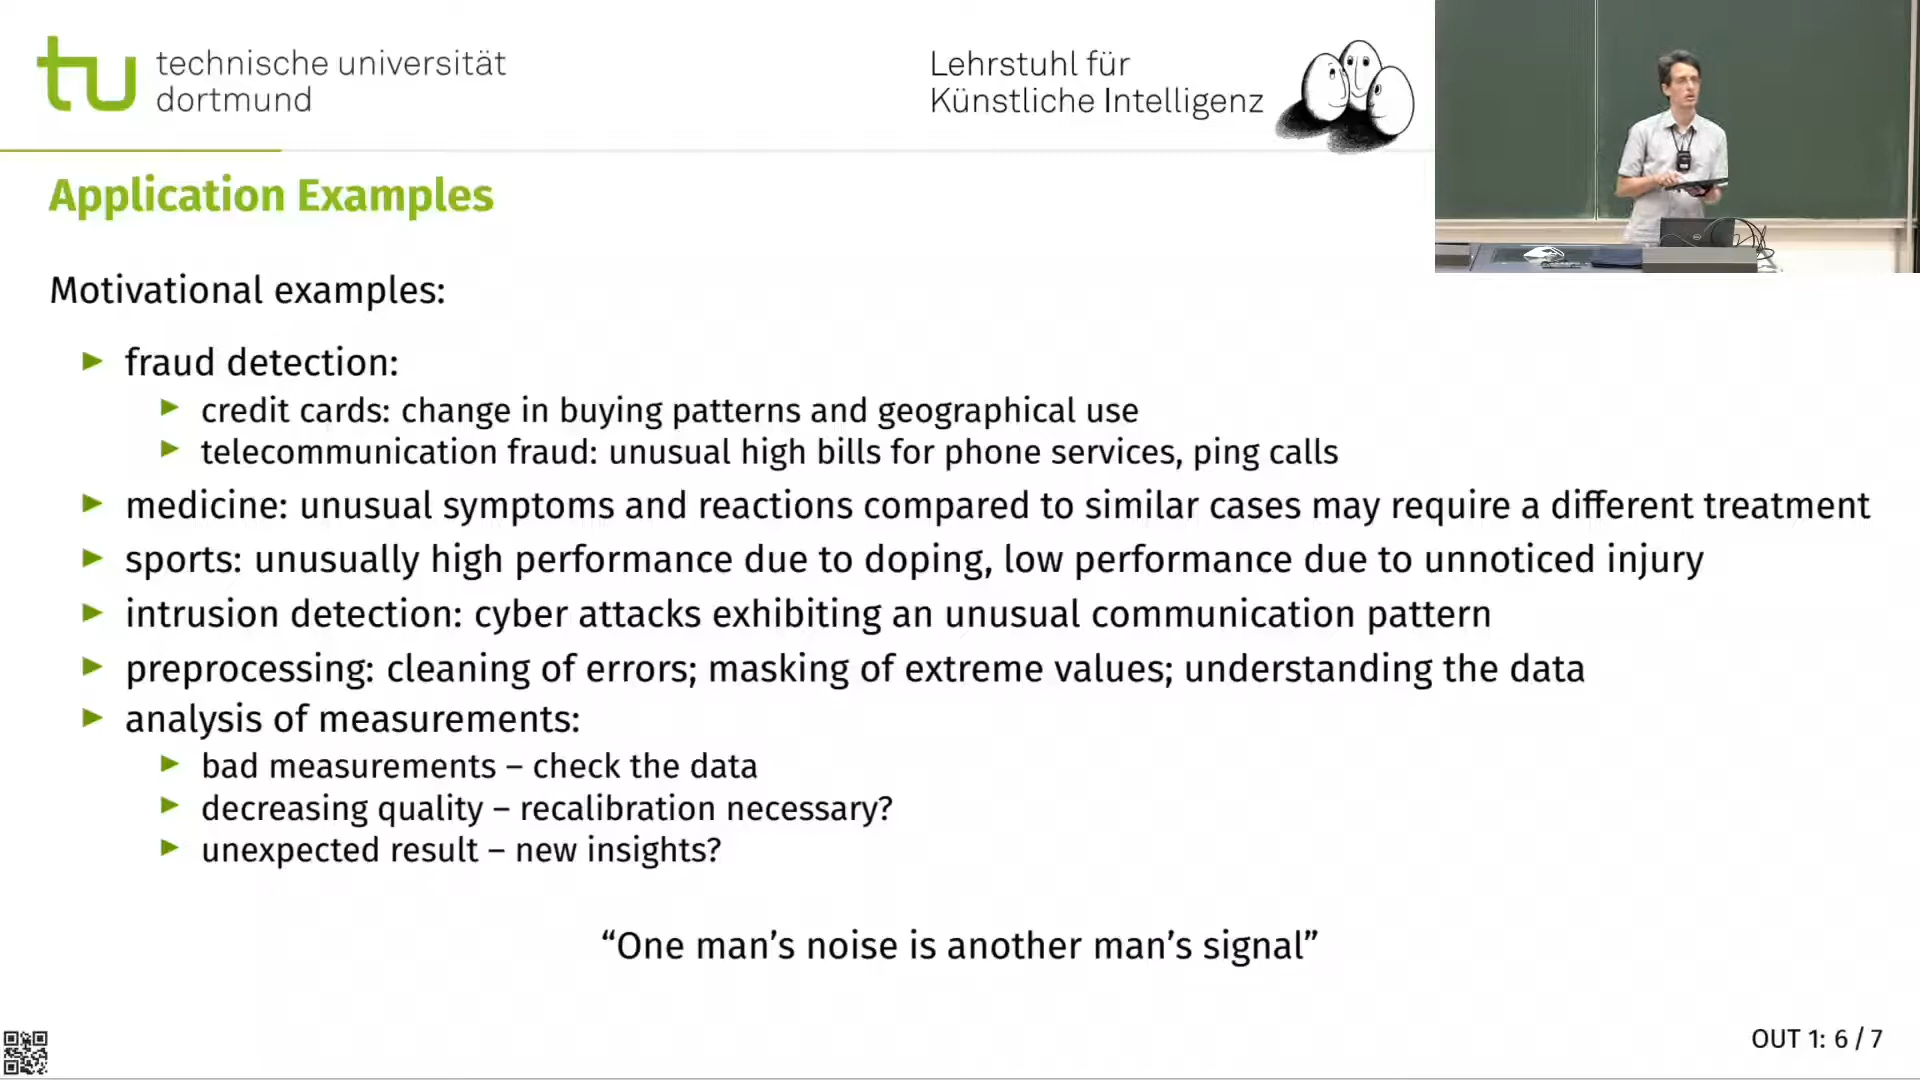 technische universität
dortmund
Lehrstuhl für
Künstliche Intelligenz
Application Examples
Motivational examples:
fraud detection:
credit cards: change in buying patterns and geographical use
telecommunication fraud: unusual high bills for phone services, ping calls
medicine: unusual symptoms and reactions compared to similar cases may require a different treatment
sports: unusually high performance due to doping, low performance due to unnoticed injury
intrusion detection: cyber attacks exhibiting an unusual communication pattern
preprocessing: cleaning of errors; masking of extreme values; understanding the data
analysis of measurements:
bad measurements – check the data
decreasing quality – recalibration necessary?
unexpected result – new insights?
“One man’s noise is another man’s signal”
OUT 1: 6 / 7